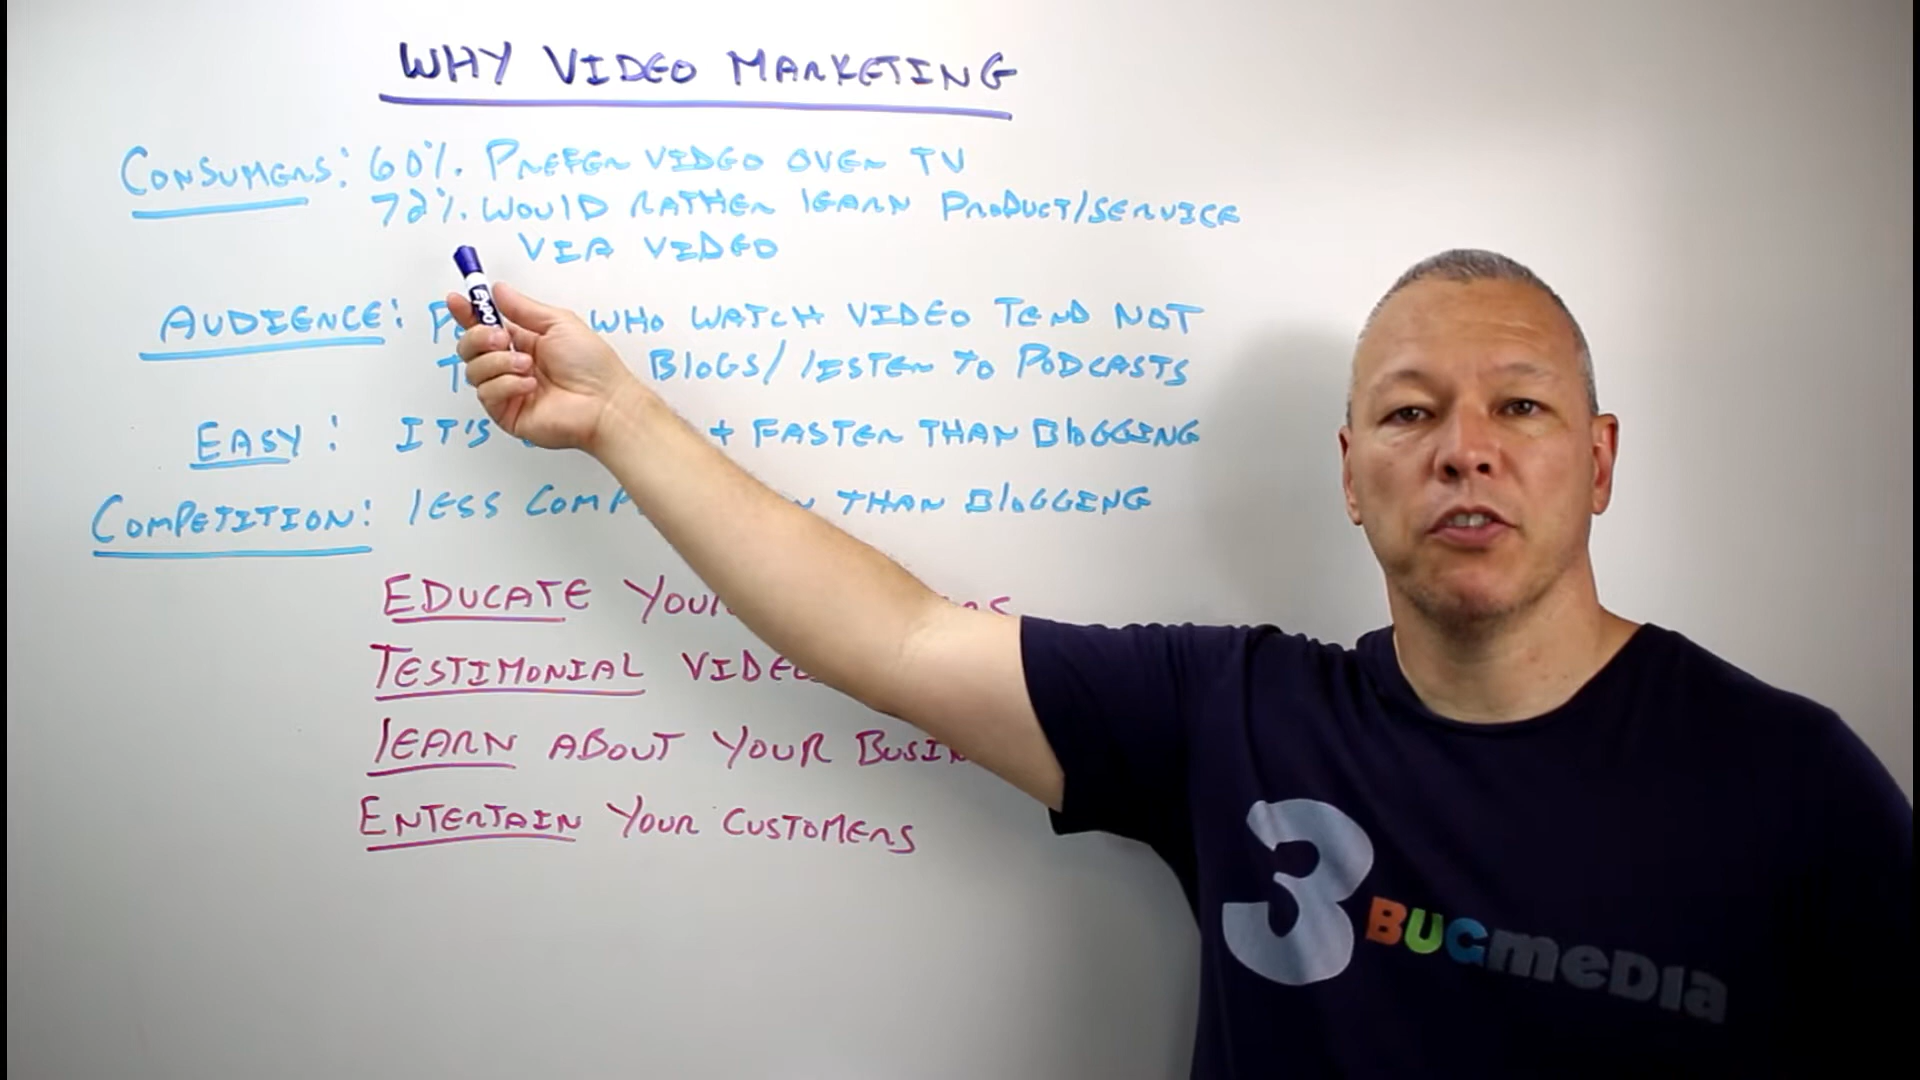 WHY VIDEO MARKETING
CONSUMERS: 60% PREFER VIDEO OVER TV
72% WOULD RATHER LEARN PRODUCT/SERVICE
VIA VIDEO
AUDIENCE: WHO WATCH VIDEO TEND NOT
BLOGS/LISTEN TO PODCASTS
EASY: IT'S + FASTER THAN BLOGGING
COMPETITION: LESS THAN BLOGGING
EDUCATE YOUR
TESTIMONIAL VIDEO
LEARN ABOUT YOUR
ENTERTAIN YOUR CUSTOMERS
EXPO
3 BUGmeDIa